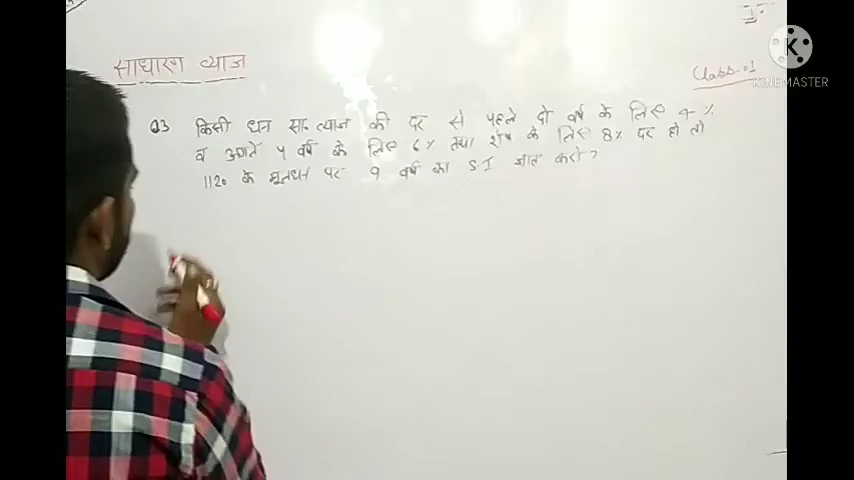 साधारण व्याज
Class-01
K
KINEMASTER
Q3 किसी धन सा. व्याज की दर से पहले दो वर्ष के लिए 4 %
व अगले 4 वर्ष के लिए 6% तथा शेष के लिए 8% पर हो तो
1120 के मूलधन पर 9 वर्ष का S.I ज्ञात करो?